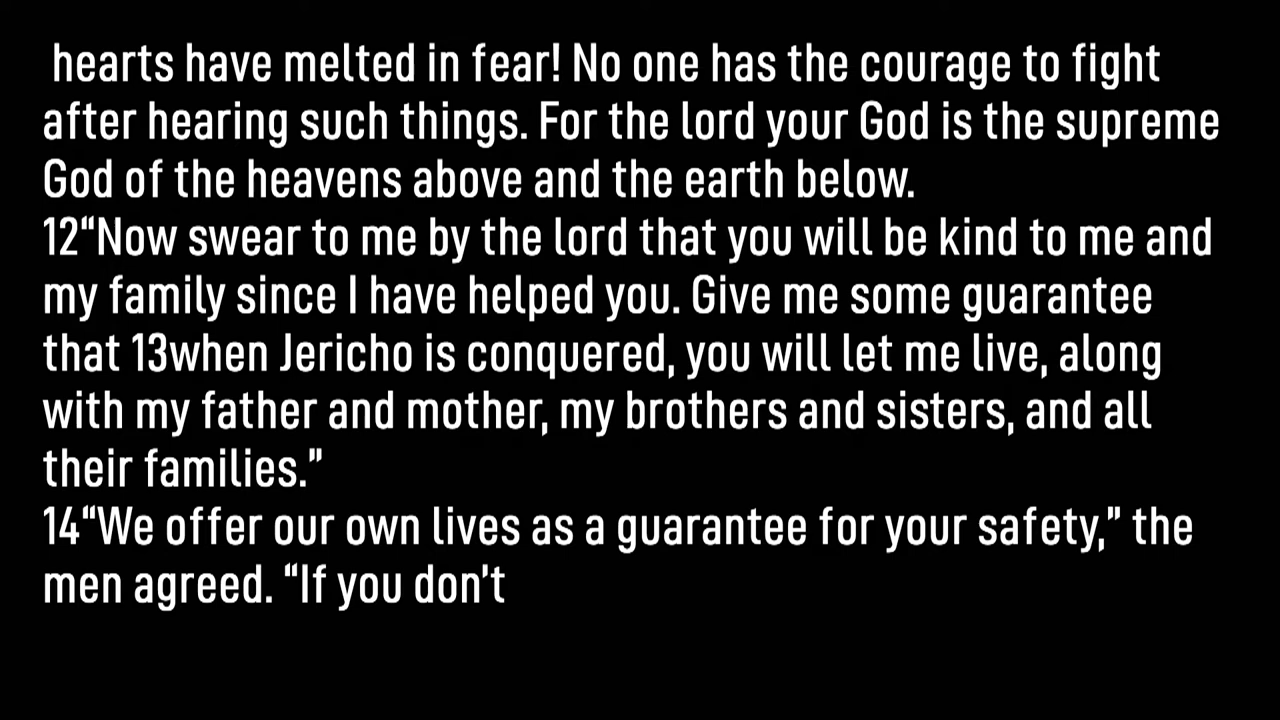 hearts have melted in fear! No one has the courage to fight
after hearing such things. For the lord your God is the supreme
God of the heavens above and the earth below.
12“Now swear to me by the lord that you will be kind to me and
my family since I have helped you. Give me some guarantee
that 13when Jericho is conquered, you will let me live, along
with my father and mother, my brothers and sisters, and all
their families.”
14“We offer our own lives as a guarantee for your safety,” the
men agreed. “If you don’t